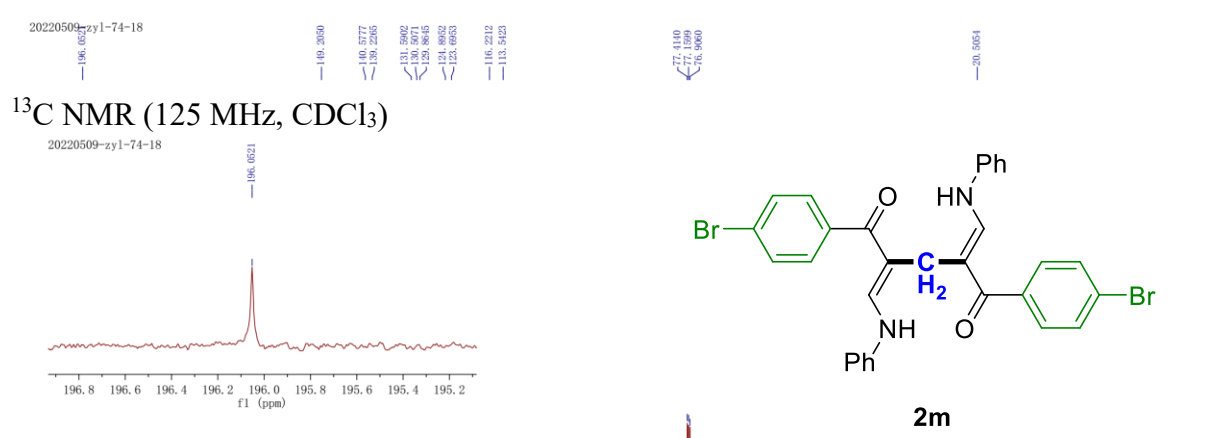 20220509-zyl-74-18
196.0521
149.2050
140.5777
139.2265
131.5902
130.5071
129.8645
124.8952
123.6953
116.2212
113.5423
77.4140
77.1599
76.9060
20.5054
13C NMR (125 MHz, CDCl3)
20220509-zyl-74-18
196.0521
196.8 196.6 196.4 196.2 196.0 195.8 195.6 195.4 195.2
f1 (ppm)
Ph
HN
O
Br
C
H2
Br
NH
O
Ph
2m